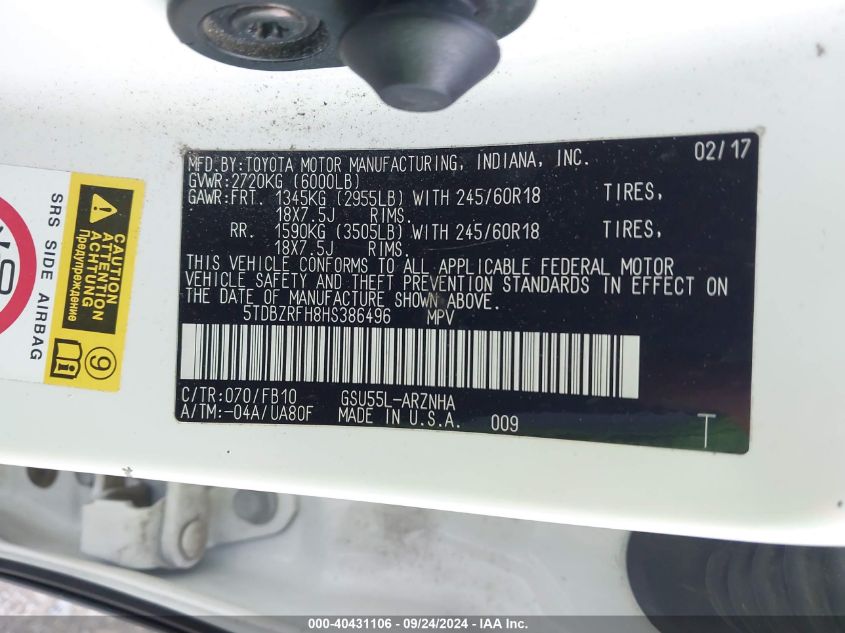 MFD.BY:TOYOTA MOTOR MANUFACTURING, INDIANA, INC. 02/17
GVWR:2720KG (6000LB)
GAWR:FRT. 1345KG (2955LB) WITH 245/60R18 TIRES,
18X7.5J RIMS.
RR. 1590KG (3505LB) WITH 245/60R18 TIRES,
18X7.5J RIMS.
THIS VEHICLE CONFORMS TO ALL APPLICABLE FEDERAL MOTOR
VEHICLE SAFETY AND THEFT PREVENTION STANDARDS IN EFFECT ON
THE DATE OF MANUFACTURE SHOWN ABOVE.
5TDBZRFH8HS386496 MPV
C/TR:070/FB10 GSU55L-ARZNHA
A/TM:-04A/UA80F MADE IN U.S.A. 009
T
SRS SIDE AIRBAG
CAUTION
ATTENTION
ACHTUNG
Предупреждение
9
000-40431106 - 09/24/2024 - IAA Inc.